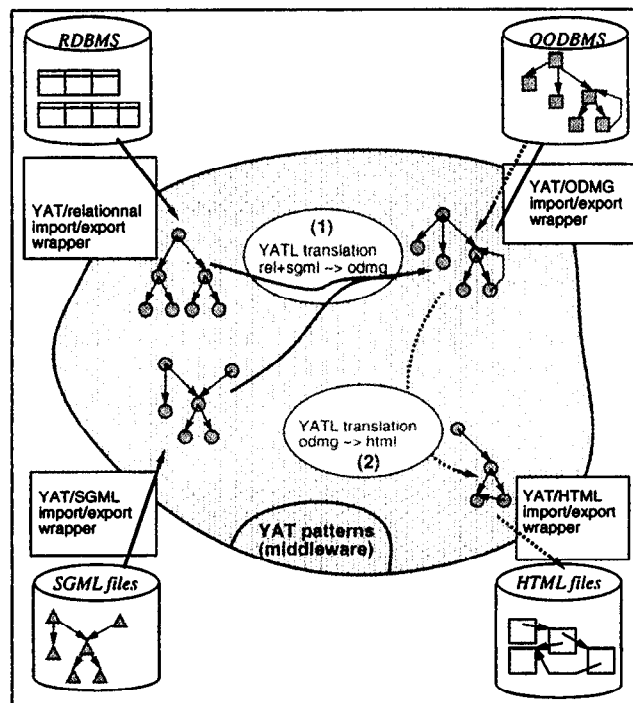 RDBMS
OODBMS
YAT/relationnal
import/export
wrapper
YAT/ODMG
import/export
wrapper
(1)
YATL translation
rel+sgml -> odmg
YATL translation
odmg -> html
(2)
YAT/SGML
import/export
wrapper
YAT/HTML
import/export
wrapper
YAT patterns
(middleware)
SGML files
HTML files